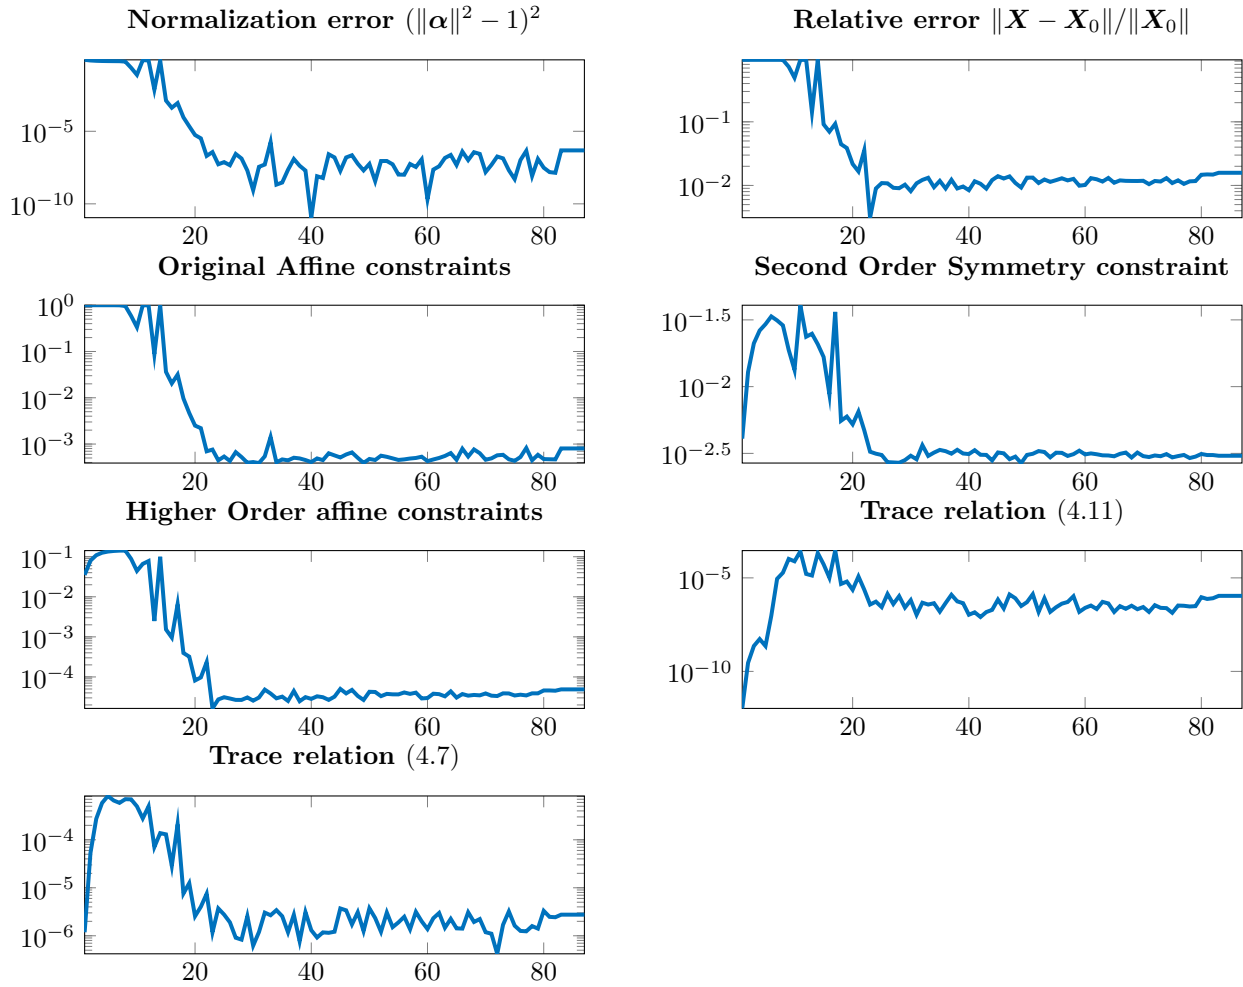 Normalization error (‖α‖² − 1)²
10⁻⁵
10⁻¹⁰
20 40 60 80
Relative error ‖X − X₀‖/‖X₀‖
10⁻¹
10⁻²
20 40 60 80
Original Affine constraints
10⁰
10⁻¹
10⁻²
10⁻³
20 40 60 80
Second Order Symmetry constraint
10⁻¹·⁵
10⁻²
10⁻²·⁵
20 40 60 80
Higher Order affine constraints
10⁻¹
10⁻²
10⁻³
10⁻⁴
20 40 60 80
Trace relation (4.11)
10⁻⁵
10⁻¹⁰
20 40 60 80
Trace relation (4.7)
10⁻⁴
10⁻⁵
10⁻⁶
20 40 60 80